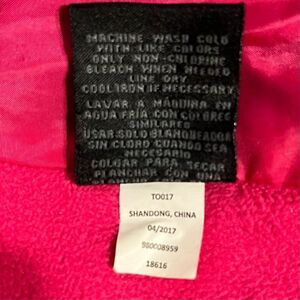 MACHINE WASH COLD
WITH LIKE COLORS
ONLY NON-CHLORINE
BLEACH WHEN NEEDED
LINE DRY
COOL IRON IF NECESSARY
LAVAR A MAQUINA EN
AGUA FRIA CON COLORES
SIMILARES
USAR SOLO BLANQUEADOR
SIN CLORO CUANDO SEA
NECESARIO
COLGAR PARA SECAR
PLANCHAR CON UNA
TO017
SHANDONG, CHINA
04/2017
980008959
18616